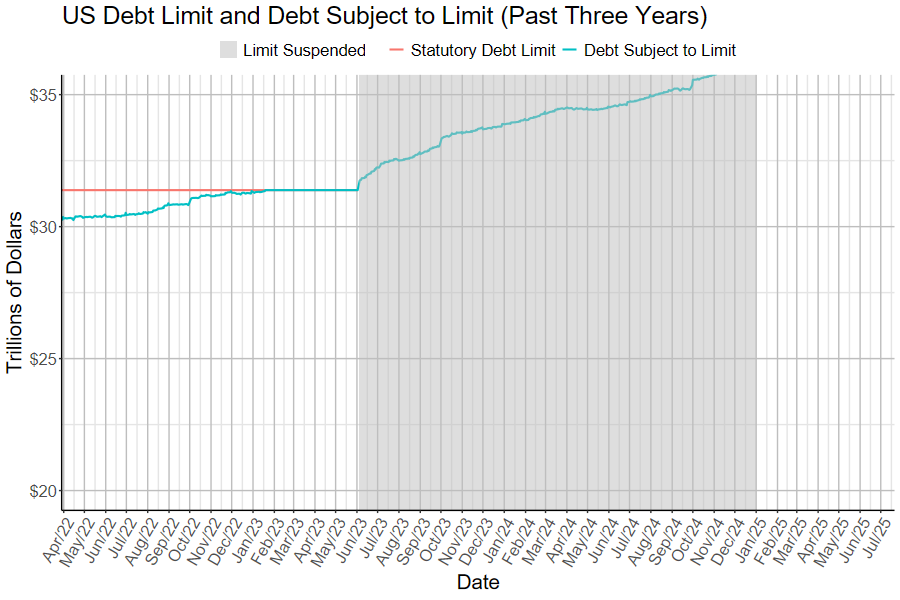 US Debt Limit and Debt Subject to Limit (Past Three Years)
Limit Suspended Statutory Debt Limit Debt Subject to Limit
Trillions of Dollars
$35
$30
$25
$20
Apr/22 May/22 Jun/22 Jul/22 Aug/22 Sep/22 Oct/22 Nov/22 Dec/22 Jan/23 Feb/23 Mar/23 Apr/23 May/23 Jun/23 Jul/23 Aug/23 Sep/23 Oct/23 Nov/23 Dec/23 Jan/24 Feb/24 Mar/24 Apr/24 May/24 Jun/24 Jul/24 Aug/24 Sep/24 Oct/24 Nov/24 Dec/24 Jan/25 Feb/25 Mar/25 Apr/25 May/25 Jun/25 Jul/25
Date